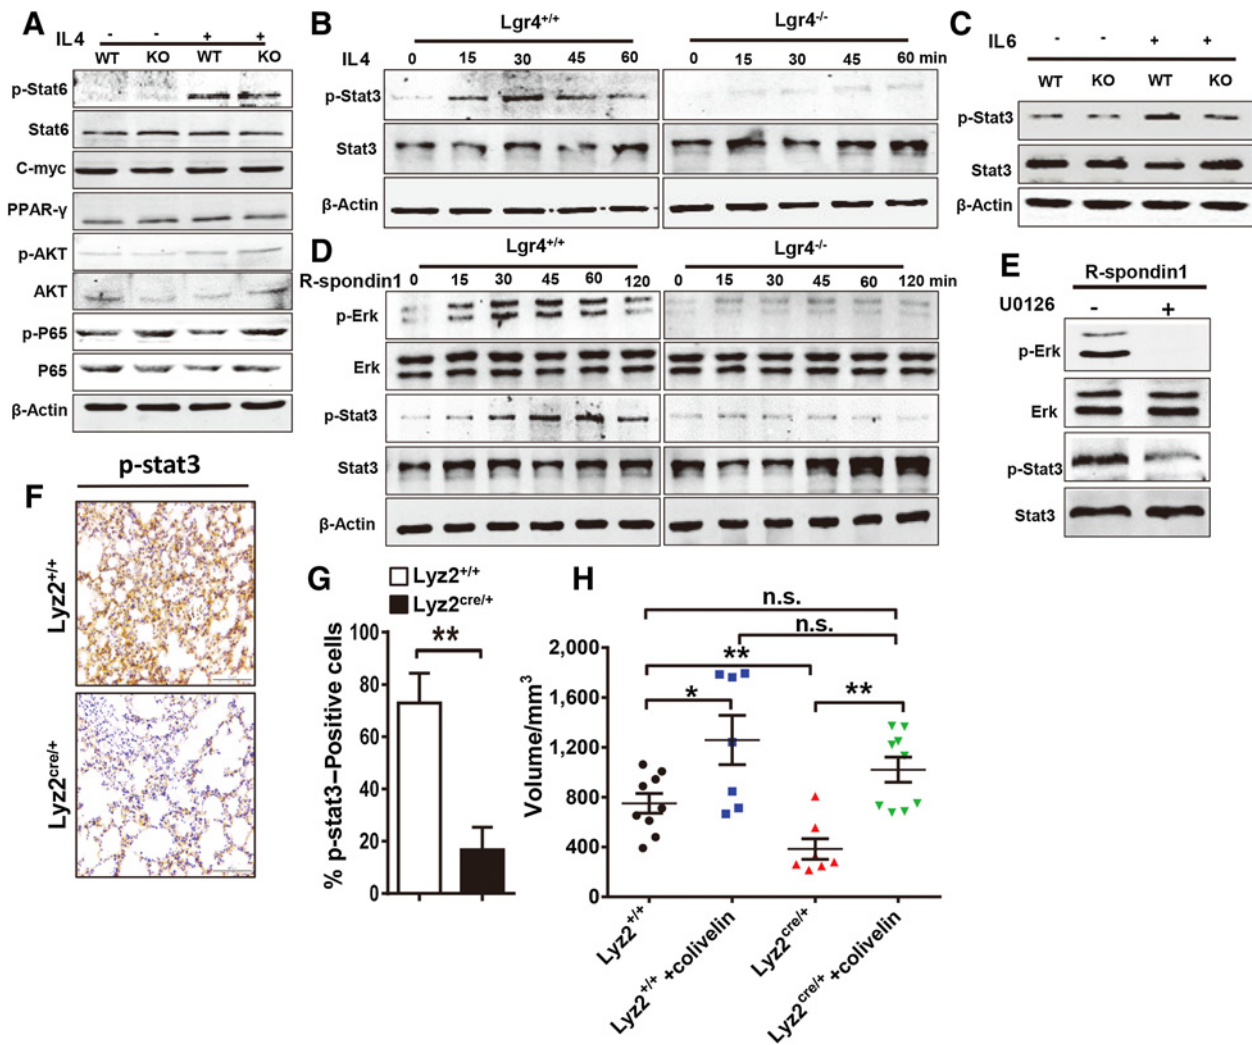 A
IL4 - - + +
WT KO WT KO
p-Stat6
Stat6
C-myc
PPAR-γ
p-AKT
AKT
p-P65
P65
β-Actin
B
Lgr4+/+ Lgr4-/-
IL4 0 15 30 45 60 0 15 30 45 60 min
p-Stat3
Stat3
β-Actin
C
IL6 - - + +
WT KO WT KO
p-Stat3
Stat3
β-Actin
D
Lgr4+/+ Lgr4-/-
R-spondin1 0 15 30 45 60 120 0 15 30 45 60 120 min
p-Erk
Erk
p-Stat3
Stat3
β-Actin
E
R-spondin1
U0126 - +
p-Erk
Erk
p-Stat3
Stat3
F
p-stat3
Lyz2+/+
Lyz2cre/+
G
Lyz2+/+
Lyz2cre/+
% p-stat3–Positive cells
100
80
60
40
20
0
**
H
n.s.
n.s.
**
*
**
Volume/mm3
2,000
1,600
1,200
800
400
0
Lyz2+/+
Lyz2+/+ +colivelin
Lyz2cre/+
Lyz2cre/+ +colivelin